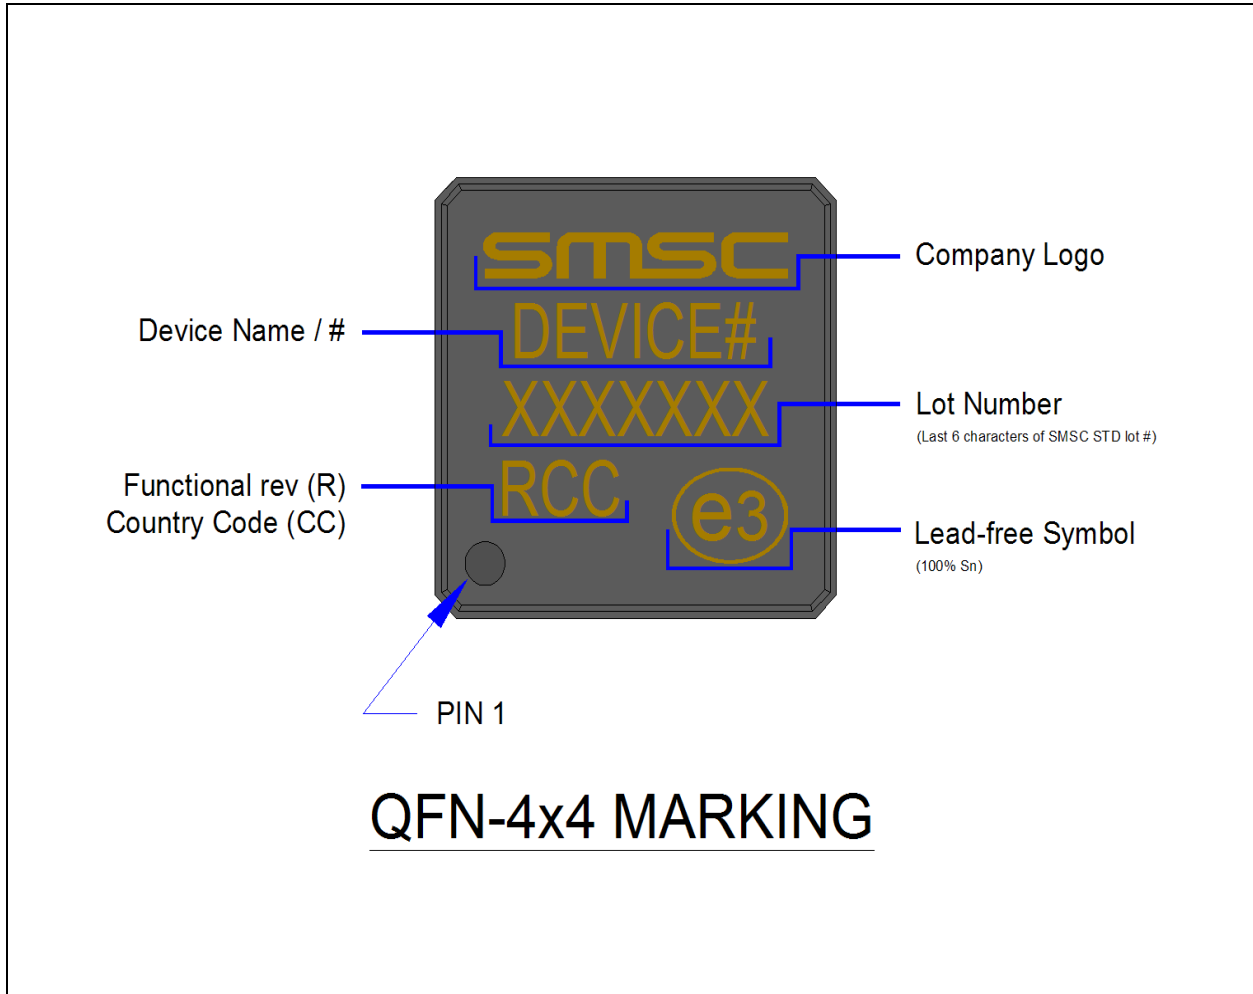 smsc
Company Logo
Device Name / #
DEVICE#
XXXXXXX
Lot Number
(Last 6 characters of SMSC STD lot #)
Functional rev (R)
Country Code (CC)
RCC
e3
Lead-free Symbol
(100% Sn)
PIN 1
QFN-4x4 MARKING